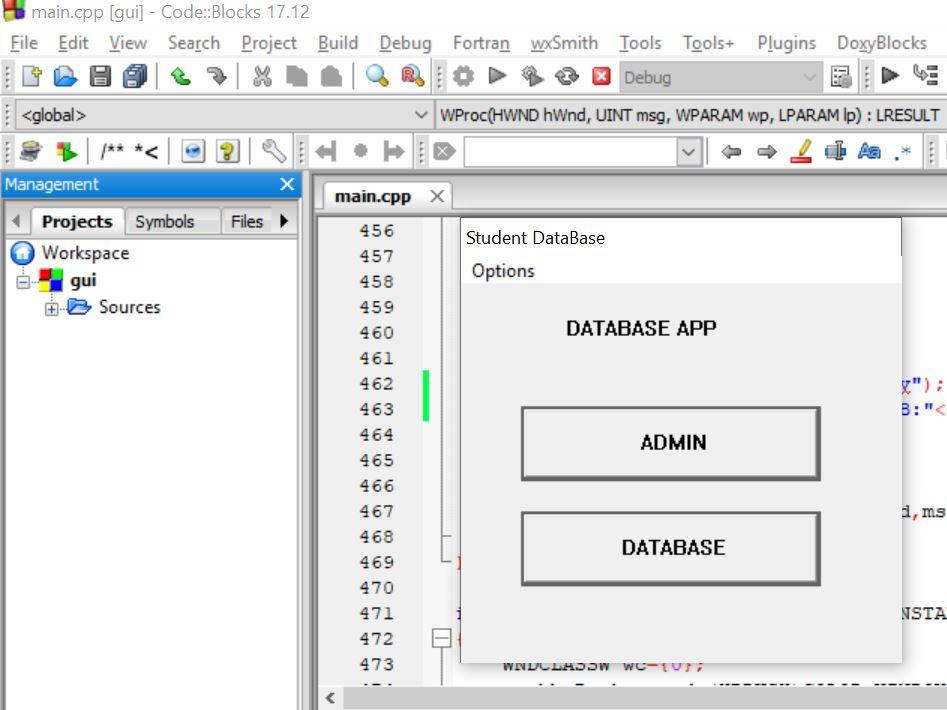 main.cpp [gui] - Code::Blocks 17.12
File Edit View Search Project Build Debug Fortran wxSmith Tools Tools+ Plugins DoxyBlocks
Debug
<global> WProc(HWND hWnd, UINT msg, WPARAM wp, LPARAM lp) : LRESULT
/** *<
Aa .*
Management
Projects Symbols Files
Workspace
gui
Sources
main.cpp
Student DataBase
Options
DATABASE APP
ADMIN
DATABASE
456
457
458
459
460
461
462 y");
463 B:"<
464
465
466
467 d,ms
468
469
470
471 NSTA
472 {
473 WNDCLASSW wc={0};